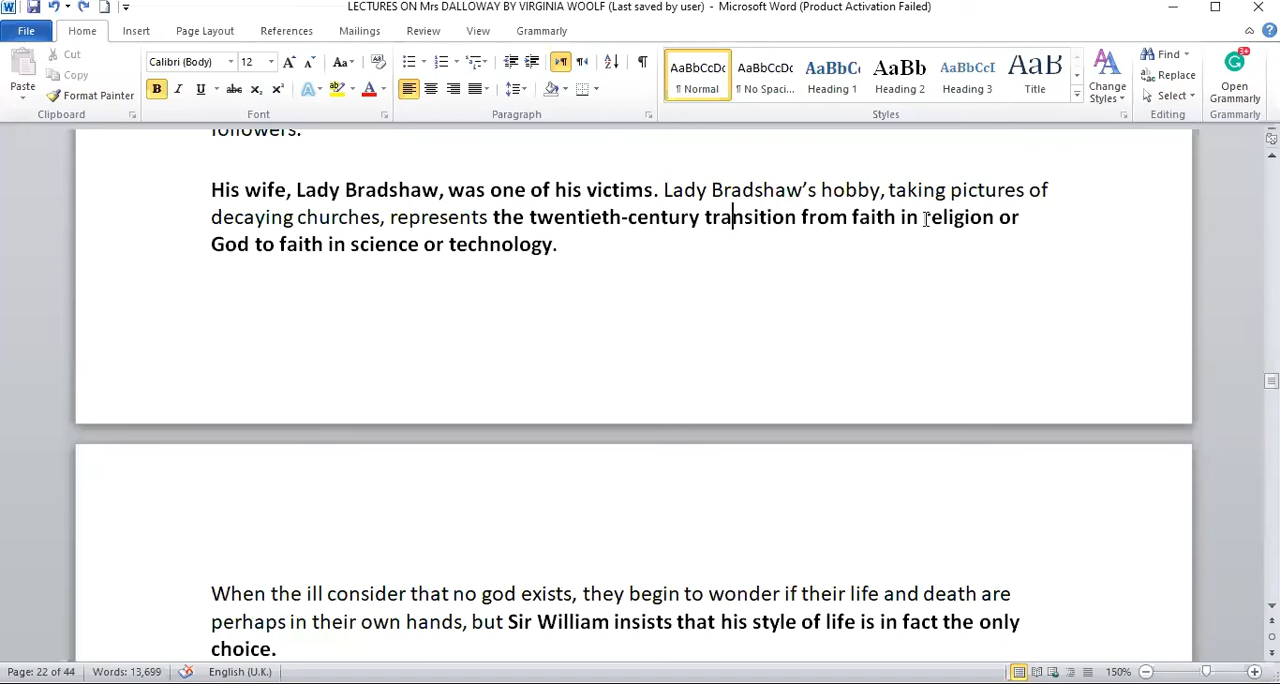 LECTURES ON Mrs DALLOWAY BY VIRGINIA WOOLF (Last saved by user) - Microsoft Word (Product Activation Failed)
File Home Insert Page Layout References Mailings Review View Grammarly
Paste Cut Copy Format Painter
Calibri (Body) 12
AaBbCcDc AaBbCcDc AaBbC AaBb AaBbCcI AaB
¶ Normal ¶ No Spaci... Heading 1 Heading 2 Heading 3 Title
Change Styles
Find Replace Select
Open Grammarly
Clipboard Font Paragraph Styles Editing Grammarly
followers.
His wife, Lady Bradshaw, was one of his victims. Lady Bradshaw’s hobby, taking pictures of
decaying churches, represents the twentieth-century transition from faith in religion or
God to faith in science or technology.
When the ill consider that no god exists, they begin to wonder if their life and death are
perhaps in their own hands, but Sir William insists that his style of life is in fact the only
choice.
Page: 22 of 44 Words: 13,699 English (U.K.) 150%